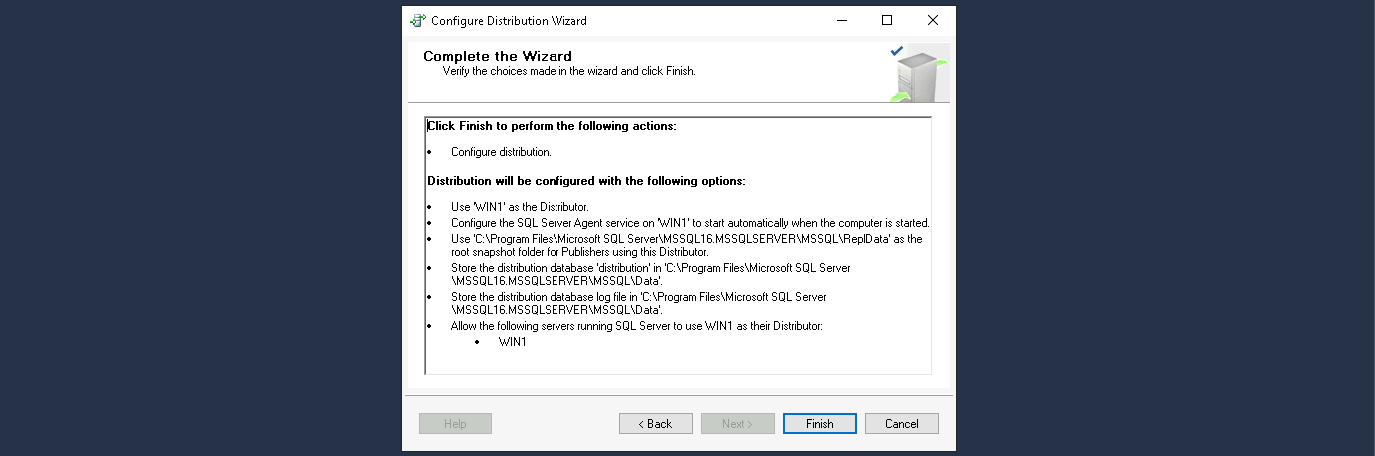 Configure Distribution Wizard
Complete the Wizard
Verify the choices made in the wizard and click Finish.
Click Finish to perform the following actions:
• Configure distribution.
Distribution will be configured with the following options:
• Use 'WIN1' as the Distributor.
• Configure the SQL Server Agent service on 'WIN1' to start automatically when the computer is started.
• Use 'C:\Program Files\Microsoft SQL Server\MSSQL16.MSSQLSERVER\MSSQL\ReplData' as the
root snapshot folder for Publishers using this Distributor.
• Store the distribution database 'distribution' in 'C:\Program Files\Microsoft SQL Server
\MSSQL16.MSSQLSERVER\MSSQL\Data'.
• Store the distribution database log file in 'C:\Program Files\Microsoft SQL Server
\MSSQL16.MSSQLSERVER\MSSQL\Data'.
• Allow the following servers running SQL Server to use WIN1 as their Distributor:
• WIN1
Help < Back Next > Finish Cancel